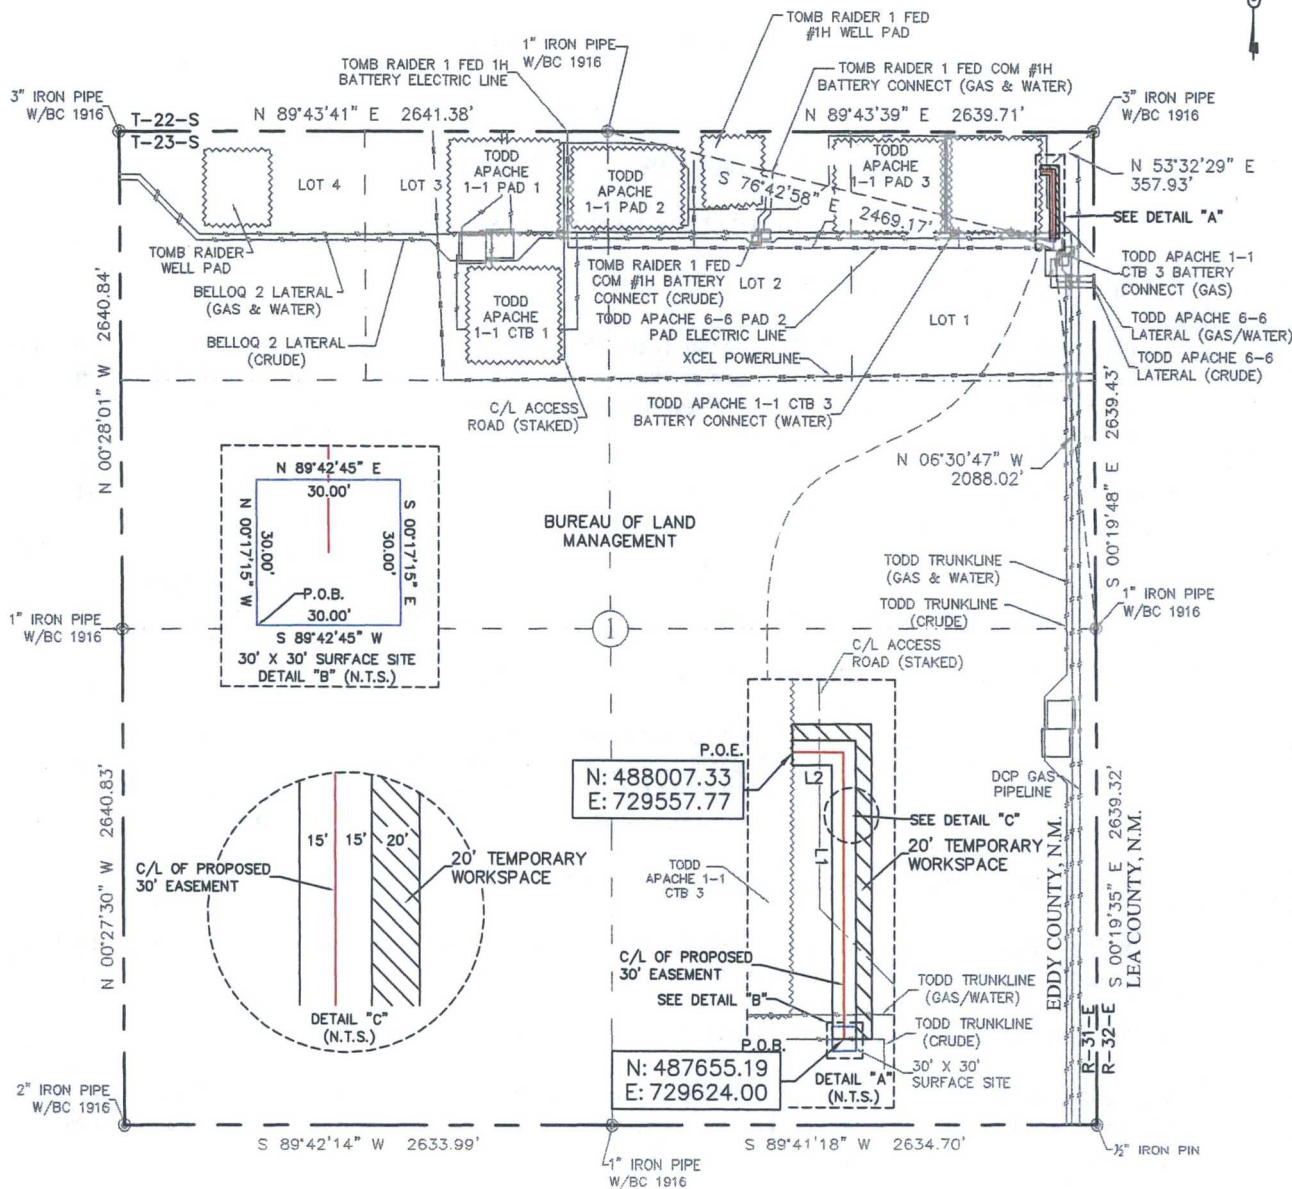 TOMB RAIDER 1 FED
#1H WELL PAD
1" IRON PIPE
W/BC 1916
TOMB RAIDER 1 FED 1H
BATTERY ELECTRIC LINE
TOMB RAIDER 1 FED COM #1H
BATTERY CONNECT (GAS & WATER)
3" IRON PIPE
W/BC 1916
3" IRON PIPE
W/BC 1916
T-22-S
T-23-S
N 89°43'41" E 2641.38'
N 89°43'39" E 2639.71'
LOT 4
LOT 3
TODD
APACHE
1-1 PAD 1
TODD
APACHE
1-1 PAD 2
S 76°42'58" E
2469.17'
TODD
APACHE
1-1 PAD 3
N 53°32'29" E
357.93'
SEE DETAIL "A"
TOMB RAIDER
WELL PAD
BELLOQ 2 LATERAL
(GAS & WATER)
BELLOQ 2 LATERAL
(CRUDE)
TODD
APACHE
1-1 CTB 1
TOMB RAIDER 1 FED
COM #1H BATTERY
CONNECT (CRUDE)
LOT 2
TODD APACHE 6-6 PAD 2
PAD ELECTRIC LINE
XCEL POWERLINE
LOT 1
TODD APACHE 1-1
CTB 3 BATTERY
CONNECT (GAS)
TODD APACHE 6-6
LATERAL (GAS/WATER)
TODD APACHE 6-6
LATERAL (CRUDE)
C/L ACCESS
ROAD (STAKED)
TODD APACHE 1-1 CTB 3
BATTERY CONNECT (WATER)
N 00°28'01" W 2640.84'
S 00°19'48" E 2639.43'
N 06°30'47" W
2088.02'
N 89°42'45" E
30.00'
N 00°17'15" W
30.00'
S 00°17'15" E
30.00'
P.O.B.
30.00'
S 89°42'45" W
30' X 30' SURFACE SITE
DETAIL "B" (N.T.S.)
BUREAU OF LAND
MANAGEMENT
TODD TRUNKLINE
(GAS & WATER)
TODD TRUNKLINE
(CRUDE)
1" IRON PIPE
W/BC 1916
1" IRON PIPE
W/BC 1916
1
C/L ACCESS
ROAD (STAKED)
P.O.E.
N: 488007.33
E: 729557.77
L2
L1
SEE DETAIL "C"
20' TEMPORARY
WORKSPACE
DCP GAS
PIPELINE
15'
15'
20'
C/L OF PROPOSED
30' EASEMENT
20' TEMPORARY
WORKSPACE
DETAIL "C"
(N.T.S.)
TODD
APACHE 1-1
CTB 3
C/L OF PROPOSED
30' EASEMENT
SEE DETAIL "B"
TODD TRUNKLINE
(GAS/WATER)
TODD TRUNKLINE
(CRUDE)
P.O.B.
N: 487655.19
E: 729624.00
DETAIL "A"
(N.T.S.)
30' X 30'
SURFACE SITE
N 00°27'30" W 2640.83'
EDDY COUNTY, N.M.
LEA COUNTY, N.M.
S 00°19'35" E 2639.32'
R-31-E
R-32-E
2" IRON PIPE
W/BC 1916
S 89°42'14" W 2633.99'
S 89°41'18" W 2634.70'
1" IRON PIPE
W/BC 1916
½" IRON PIN